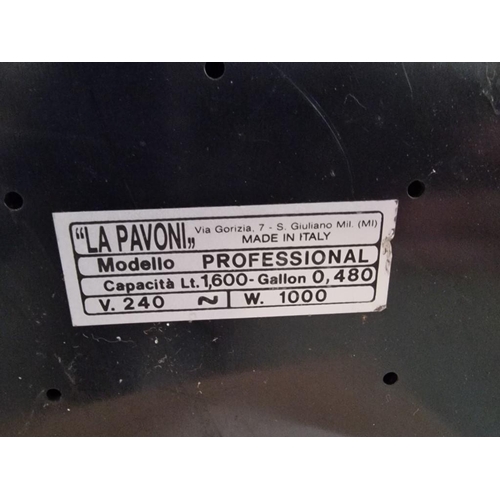 "LA PAVONI„ Via Gorizia, 7 - S. Giuliano Mil. (MI)
MADE IN ITALY
Modello PROFESSIONAL
Capacità Lt. 1,600 - Gallon 0,480
V. 240 ~ W. 1000